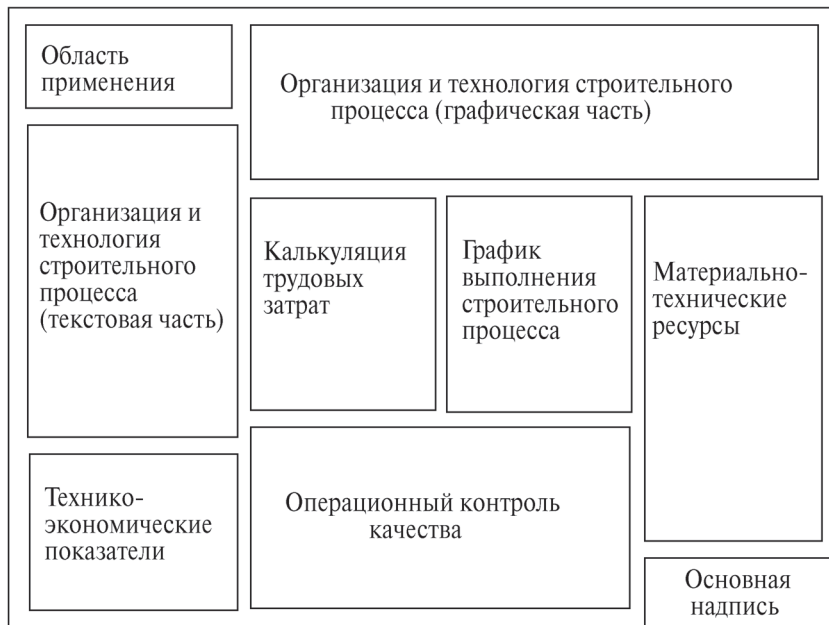 Область
применения
Организация и технология строительного
процесса (графическая часть)
Организация и
технология
строительного
процесса
(текстовая часть)
Калькуляция
трудовых
затрат
График
выполнения
строительного
процесса
Материально-
технические
ресурсы
Технико-
экономические
показатели
Операционный контроль
качества
Основная
надпись